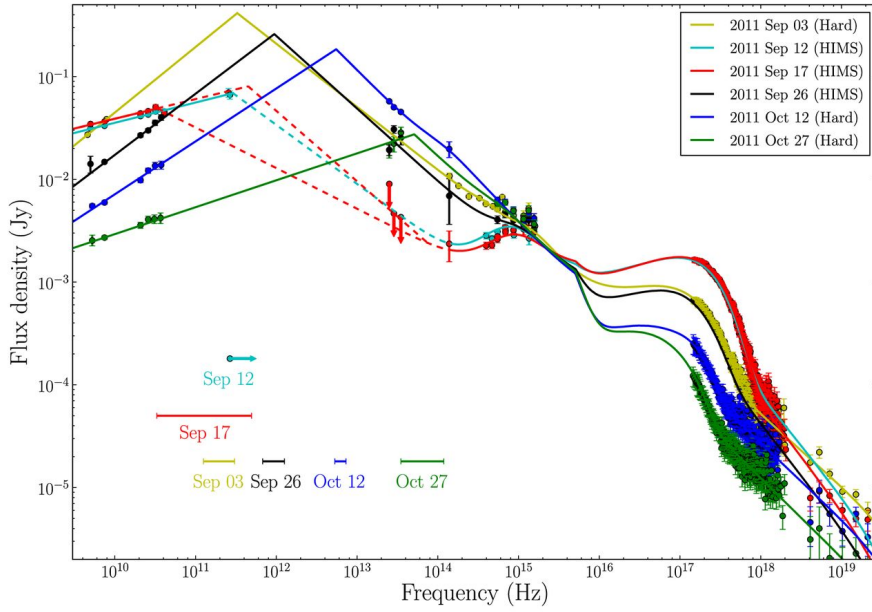 2011 Sep 03 (Hard)
2011 Sep 12 (HIMS)
2011 Sep 17 (HIMS)
2011 Sep 26 (HIMS)
2011 Oct 12 (Hard)
2011 Oct 27 (Hard)
Flux density (Jy)
10⁻¹
10⁻²
10⁻³
10⁻⁴
10⁻⁵
Sep 12
Sep 17
Sep 03 Sep 26 Oct 12 Oct 27
10¹⁰ 10¹¹ 10¹² 10¹³ 10¹⁴ 10¹⁵ 10¹⁶ 10¹⁷ 10¹⁸ 10¹⁹
Frequency (Hz)